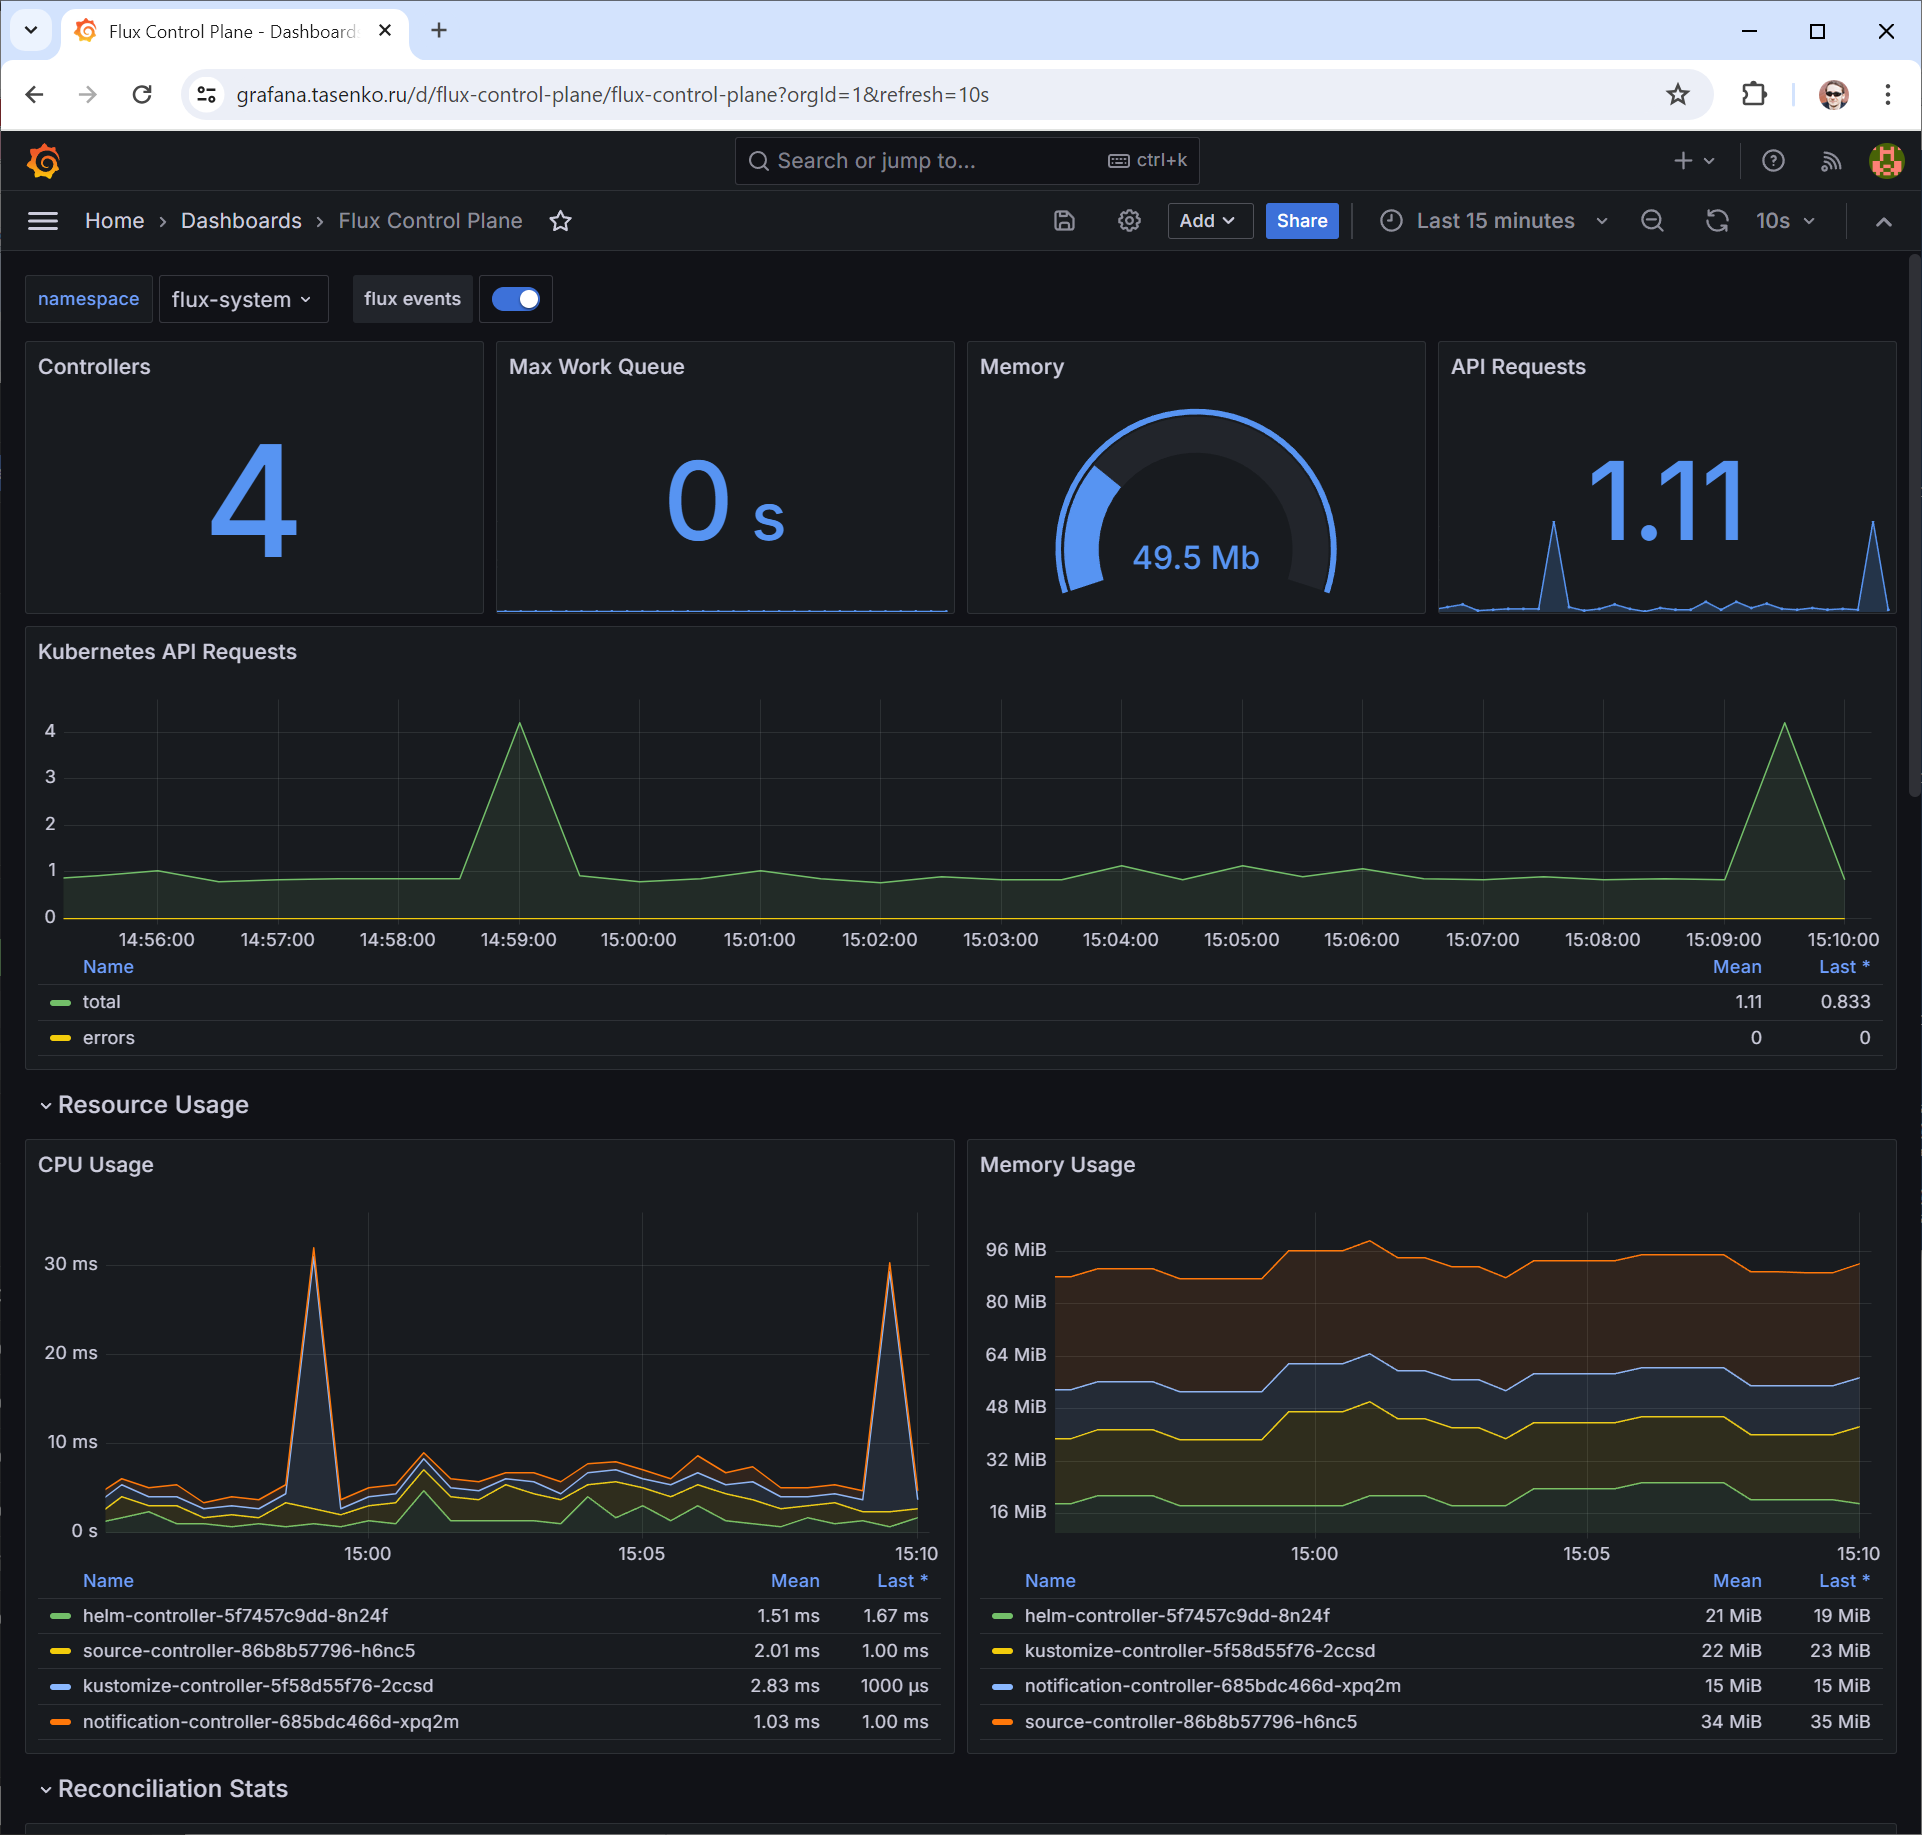 Flux Control Plane - Dashboard
grafana.tasenko.ru/d/flux-control-plane/flux-control-plane?orgId=1&refresh=10s
Search or jump to... ctrl+k
Home › Dashboards › Flux Control Plane Add Share Last 15 minutes 10s
namespace flux-system flux events
Controllers
4
Max Work Queue
0 s
Memory
49.5 Mb
API Requests
1.11
Kubernetes API Requests
4
3
2
1
0
14:56:00 14:57:00 14:58:00 14:59:00 15:00:00 15:01:00 15:02:00 15:03:00 15:04:00 15:05:00 15:06:00 15:07:00 15:08:00 15:09:00 15:10:00
Name Mean Last *
total 1.11 0.833
errors 0 0
Resource Usage
CPU Usage
30 ms
20 ms
10 ms
0 s
15:00 15:05 15:10
Name Mean Last *
helm-controller-5f7457c9dd-8n24f 1.51 ms 1.67 ms
source-controller-86b8b57796-h6nc5 2.01 ms 1.00 ms
kustomize-controller-5f58d55f76-2ccsd 2.83 ms 1000 µs
notification-controller-685bdc466d-xpq2m 1.03 ms 1.00 ms
Memory Usage
96 MiB
80 MiB
64 MiB
48 MiB
32 MiB
16 MiB
15:00 15:05 15:10
Name Mean Last *
helm-controller-5f7457c9dd-8n24f 21 MiB 19 MiB
kustomize-controller-5f58d55f76-2ccsd 22 MiB 23 MiB
notification-controller-685bdc466d-xpq2m 15 MiB 15 MiB
source-controller-86b8b57796-h6nc5 34 MiB 35 MiB
Reconciliation Stats